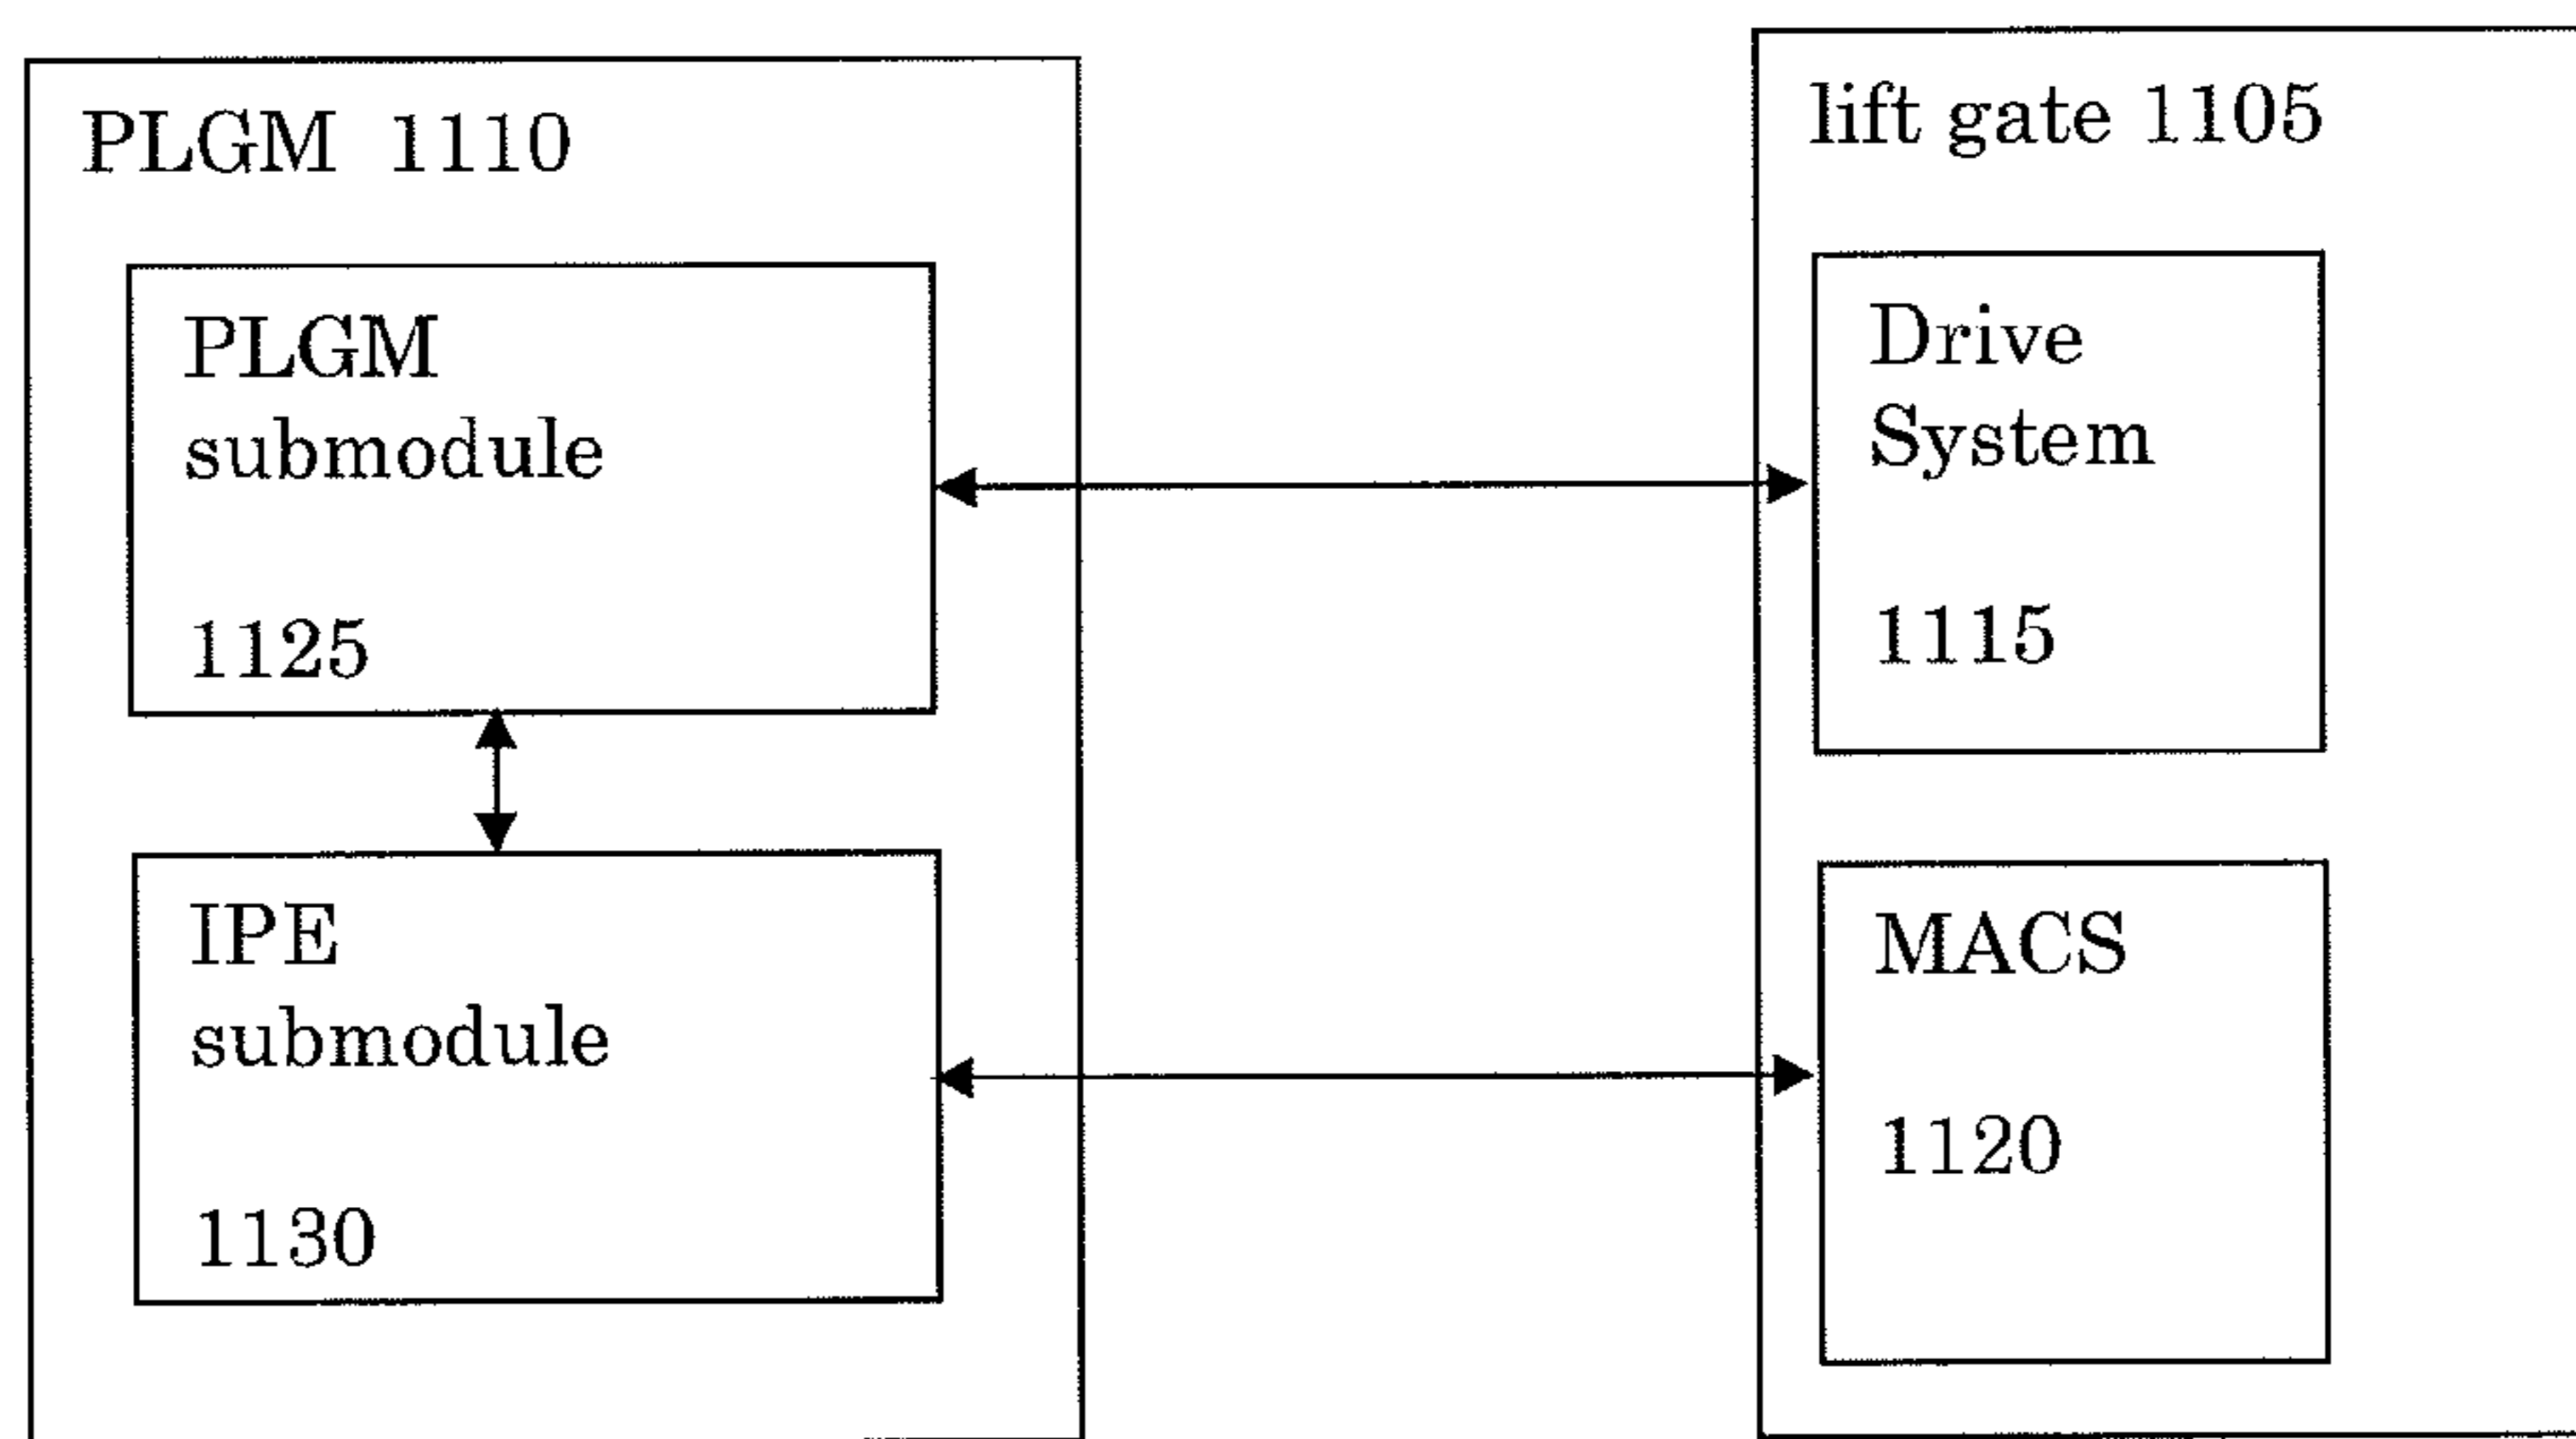 PLGM 1110
PLGM
submodule
1125
IPE
submodule
1130
lift gate 1105
Drive
System
1115
MACS
1120